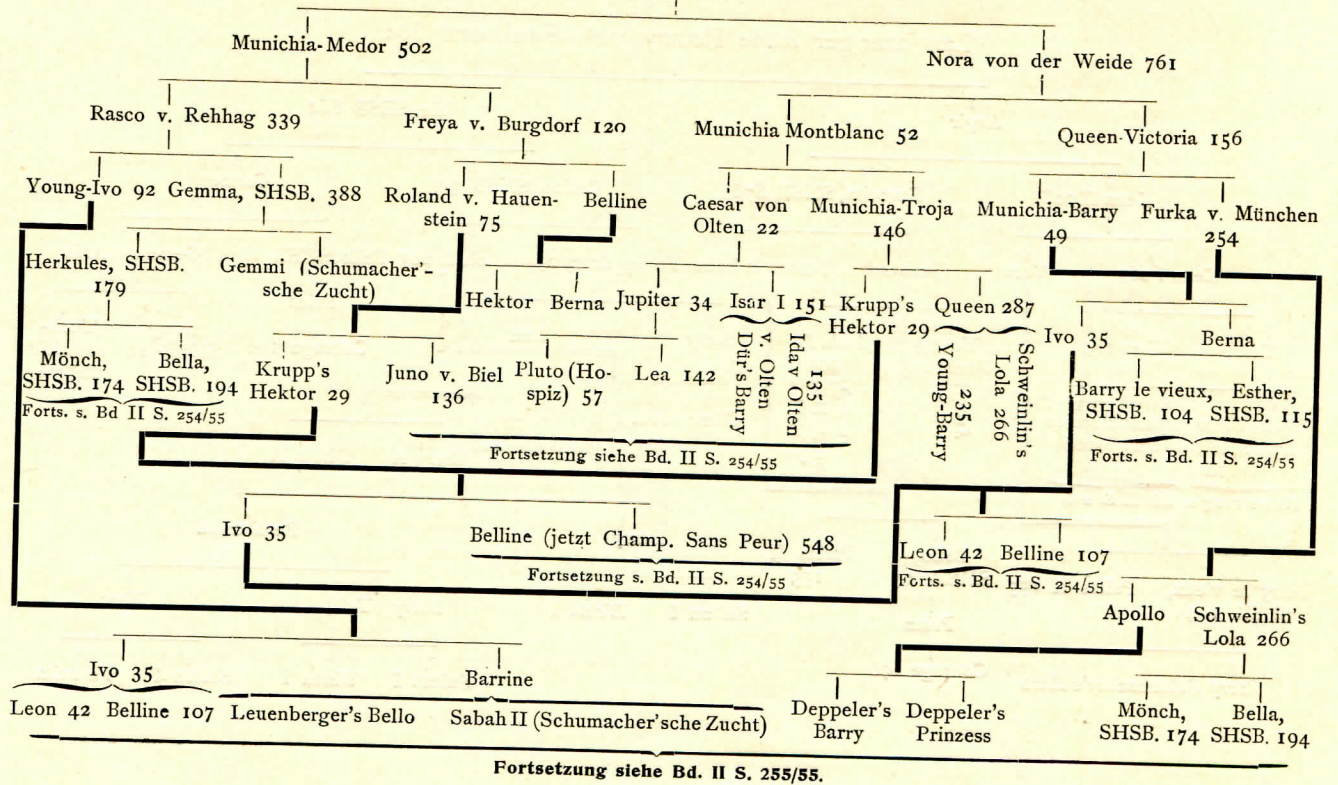 Munichia-Medor 502
Nora von der Weide 761
Rasco v. Rehhag 339
Freya v. Burgdorf 120
Munichia Montblanc 52
Queen-Victoria 156
Young-Ivo 92
Gemma, SHSB. 388
Roland v. Hauen-
stein 75
Belline
Caesar von
Olten 22
Munichia-Troja
146
Munichia-Barry
49
Furka v. München
254
Herkules, SHSB.
179
Gemmi (Schumacher'-
sche Zucht)
Hektor
Berna
Jupiter 34
Isar I 151
Krupp's
Hektor 29
Queen 287
Ivo 35
Berna
Mönch,
SHSB. 174
Bella,
SHSB. 194
Forts. s. Bd II S. 254/55
Krupp's
Hektor 29
Juno v. Biel
136
Pluto (Ho-
spiz) 57
Lea 142
Dür's Barry
v. Olten
Ida v Olten
135
Young-Barry
235
Schweinlin's
Lola 266
Barry le vieux,
SHSB. 104
Esther,
SHSB. 115
Forts. s. Bd. II S. 254/55
Fortsetzung siehe Bd. II S. 254/55
Ivo 35
Belline (jetzt Champ. Sans Peur) 548
Fortsetzung s. Bd. II S. 254/55
Leon 42
Belline 107
Forts. s. Bd. II S. 254/55
Apollo
Schweinlin's
Lola 266
Ivo 35
Barrine
Leon 42
Belline 107
Leuenberger's Bello
Sabah II (Schumacher'sche Zucht)
Deppeler's
Barry
Deppeler's
Prinzess
Mönch,
SHSB. 174
Bella,
SHSB. 194
Fortsetzung siehe Bd. II S. 255/55.